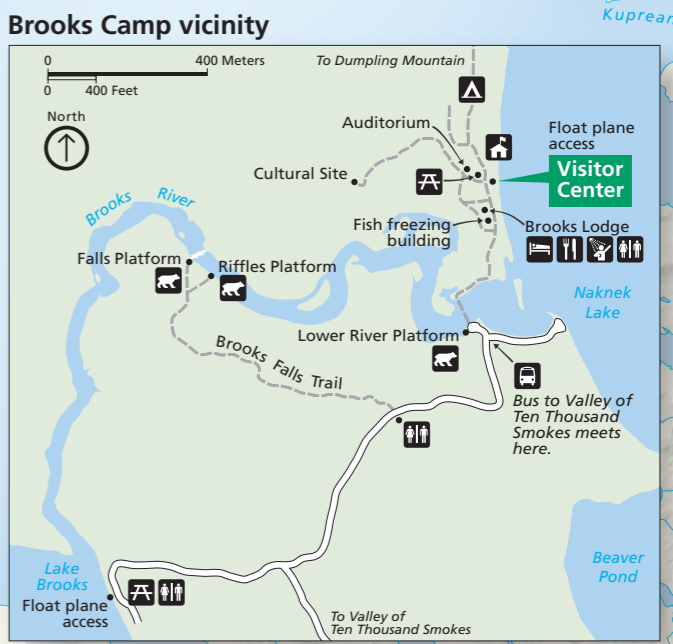 Kuprean
Brooks Camp vicinity
0 400 Meters
0 400 Feet
To Dumpling Mountain
North
Auditorium
Float plane
access
Visitor
Center
Cultural Site
Brooks River
Fish freezing
building
Brooks Lodge
Falls Platform
Riffles Platform
Naknek
Lake
Lower River Platform
Brooks Falls Trail
Bus to Valley of
Ten Thousand
Smokes meets
here.
Lake
Brooks
Float plane
access
Beaver
Pond
To Valley of
Ten Thousand Smokes